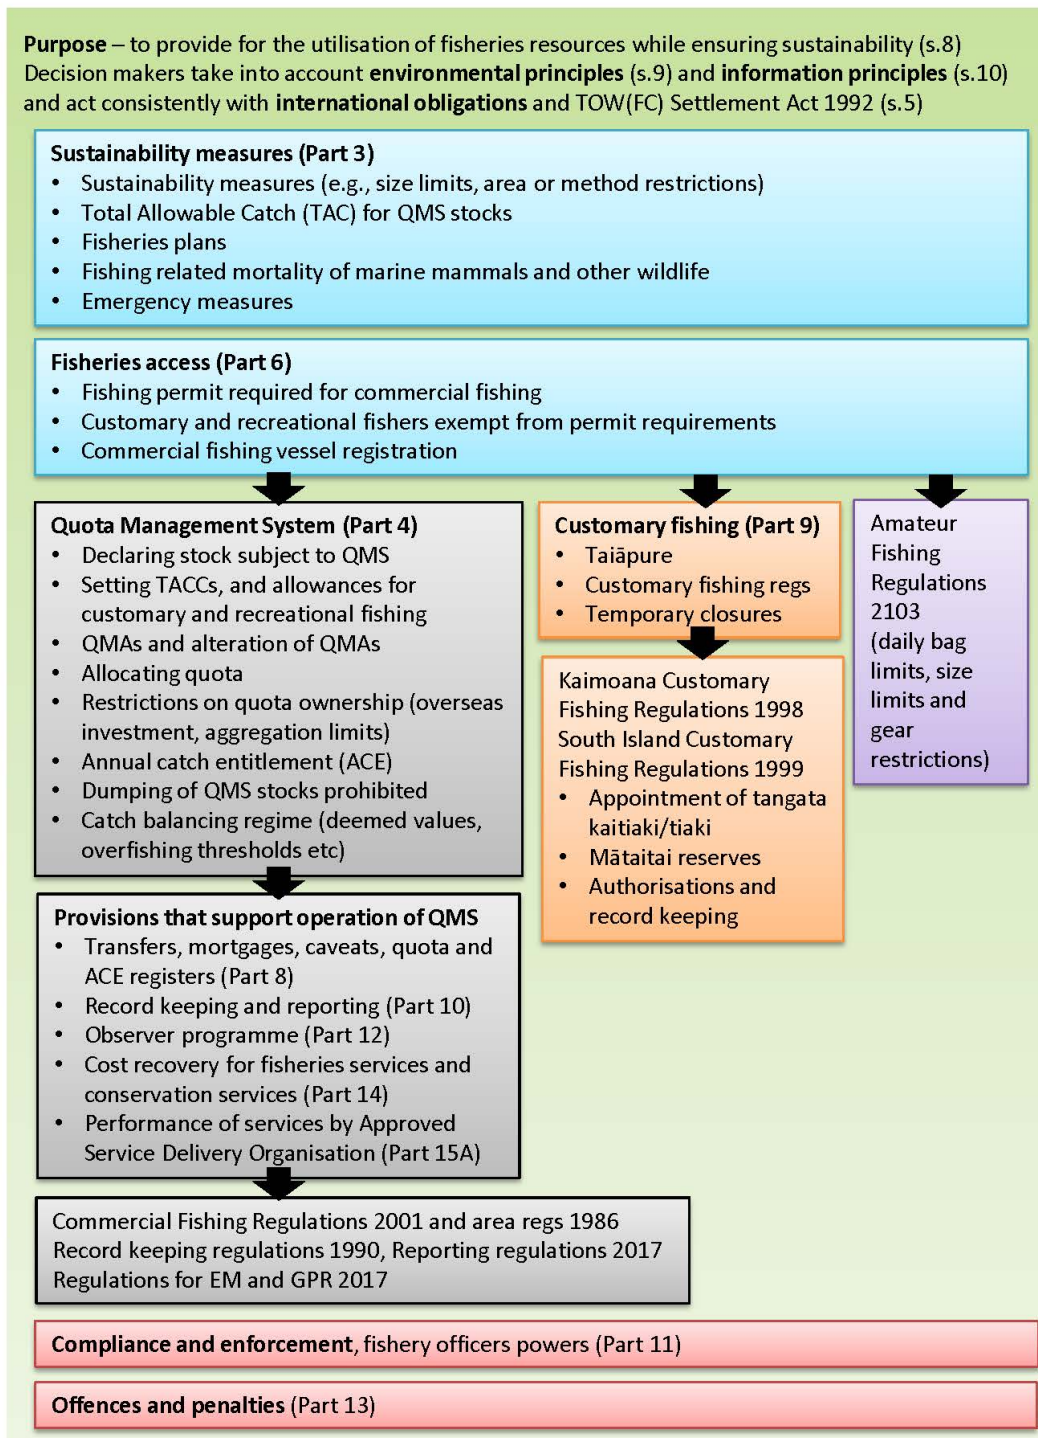 Purpose – to provide for the utilisation of fisheries resources while ensuring sustainability (s.8)
Decision makers take into account environmental principles (s.9) and information principles (s.10)
and act consistently with international obligations and TOW(FC) Settlement Act 1992 (s.5)
Sustainability measures (Part 3)
• Sustainability measures (e.g., size limits, area or method restrictions)
• Total Allowable Catch (TAC) for QMS stocks
• Fisheries plans
• Fishing related mortality of marine mammals and other wildlife
• Emergency measures
Fisheries access (Part 6)
• Fishing permit required for commercial fishing
• Customary and recreational fishers exempt from permit requirements
• Commercial fishing vessel registration
Quota Management System (Part 4)
• Declaring stock subject to QMS
• Setting TACCs, and allowances for
customary and recreational fishing
• QMAs and alteration of QMAs
• Allocating quota
• Restrictions on quota ownership (overseas
investment, aggregation limits)
• Annual catch entitlement (ACE)
• Dumping of QMS stocks prohibited
• Catch balancing regime (deemed values,
overfishing thresholds etc)
Provisions that support operation of QMS
• Transfers, mortgages, caveats, quota and
ACE registers (Part 8)
• Record keeping and reporting (Part 10)
• Observer programme (Part 12)
• Cost recovery for fisheries services and
conservation services (Part 14)
• Performance of services by Approved
Service Delivery Organisation (Part 15A)
Commercial Fishing Regulations 2001 and area regs 1986
Record keeping regulations 1990, Reporting regulations 2017
Regulations for EM and GPR 2017
Customary fishing (Part 9)
• Taiāpure
• Customary fishing regs
• Temporary closures
Kaimoana Customary
Fishing Regulations 1998
South Island Customary
Fishing Regulations 1999
• Appointment of tangata
kaitiaki/tiaki
• Mātaitai reserves
• Authorisations and
record keeping
Amateur
Fishing
Regulations
2103
(daily bag
limits, size
limits and
gear
restrictions)
Compliance and enforcement, fishery officers powers (Part 11)
Offences and penalties (Part 13)